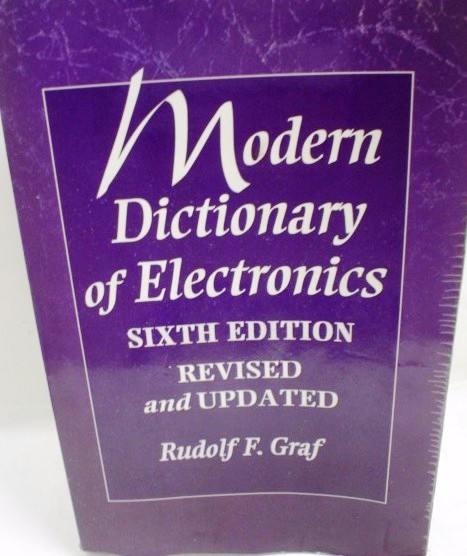 Modern
Dictionary
of Electronics
SIXTH EDITION
REVISED
and UPDATED
Rudolf F. Graf